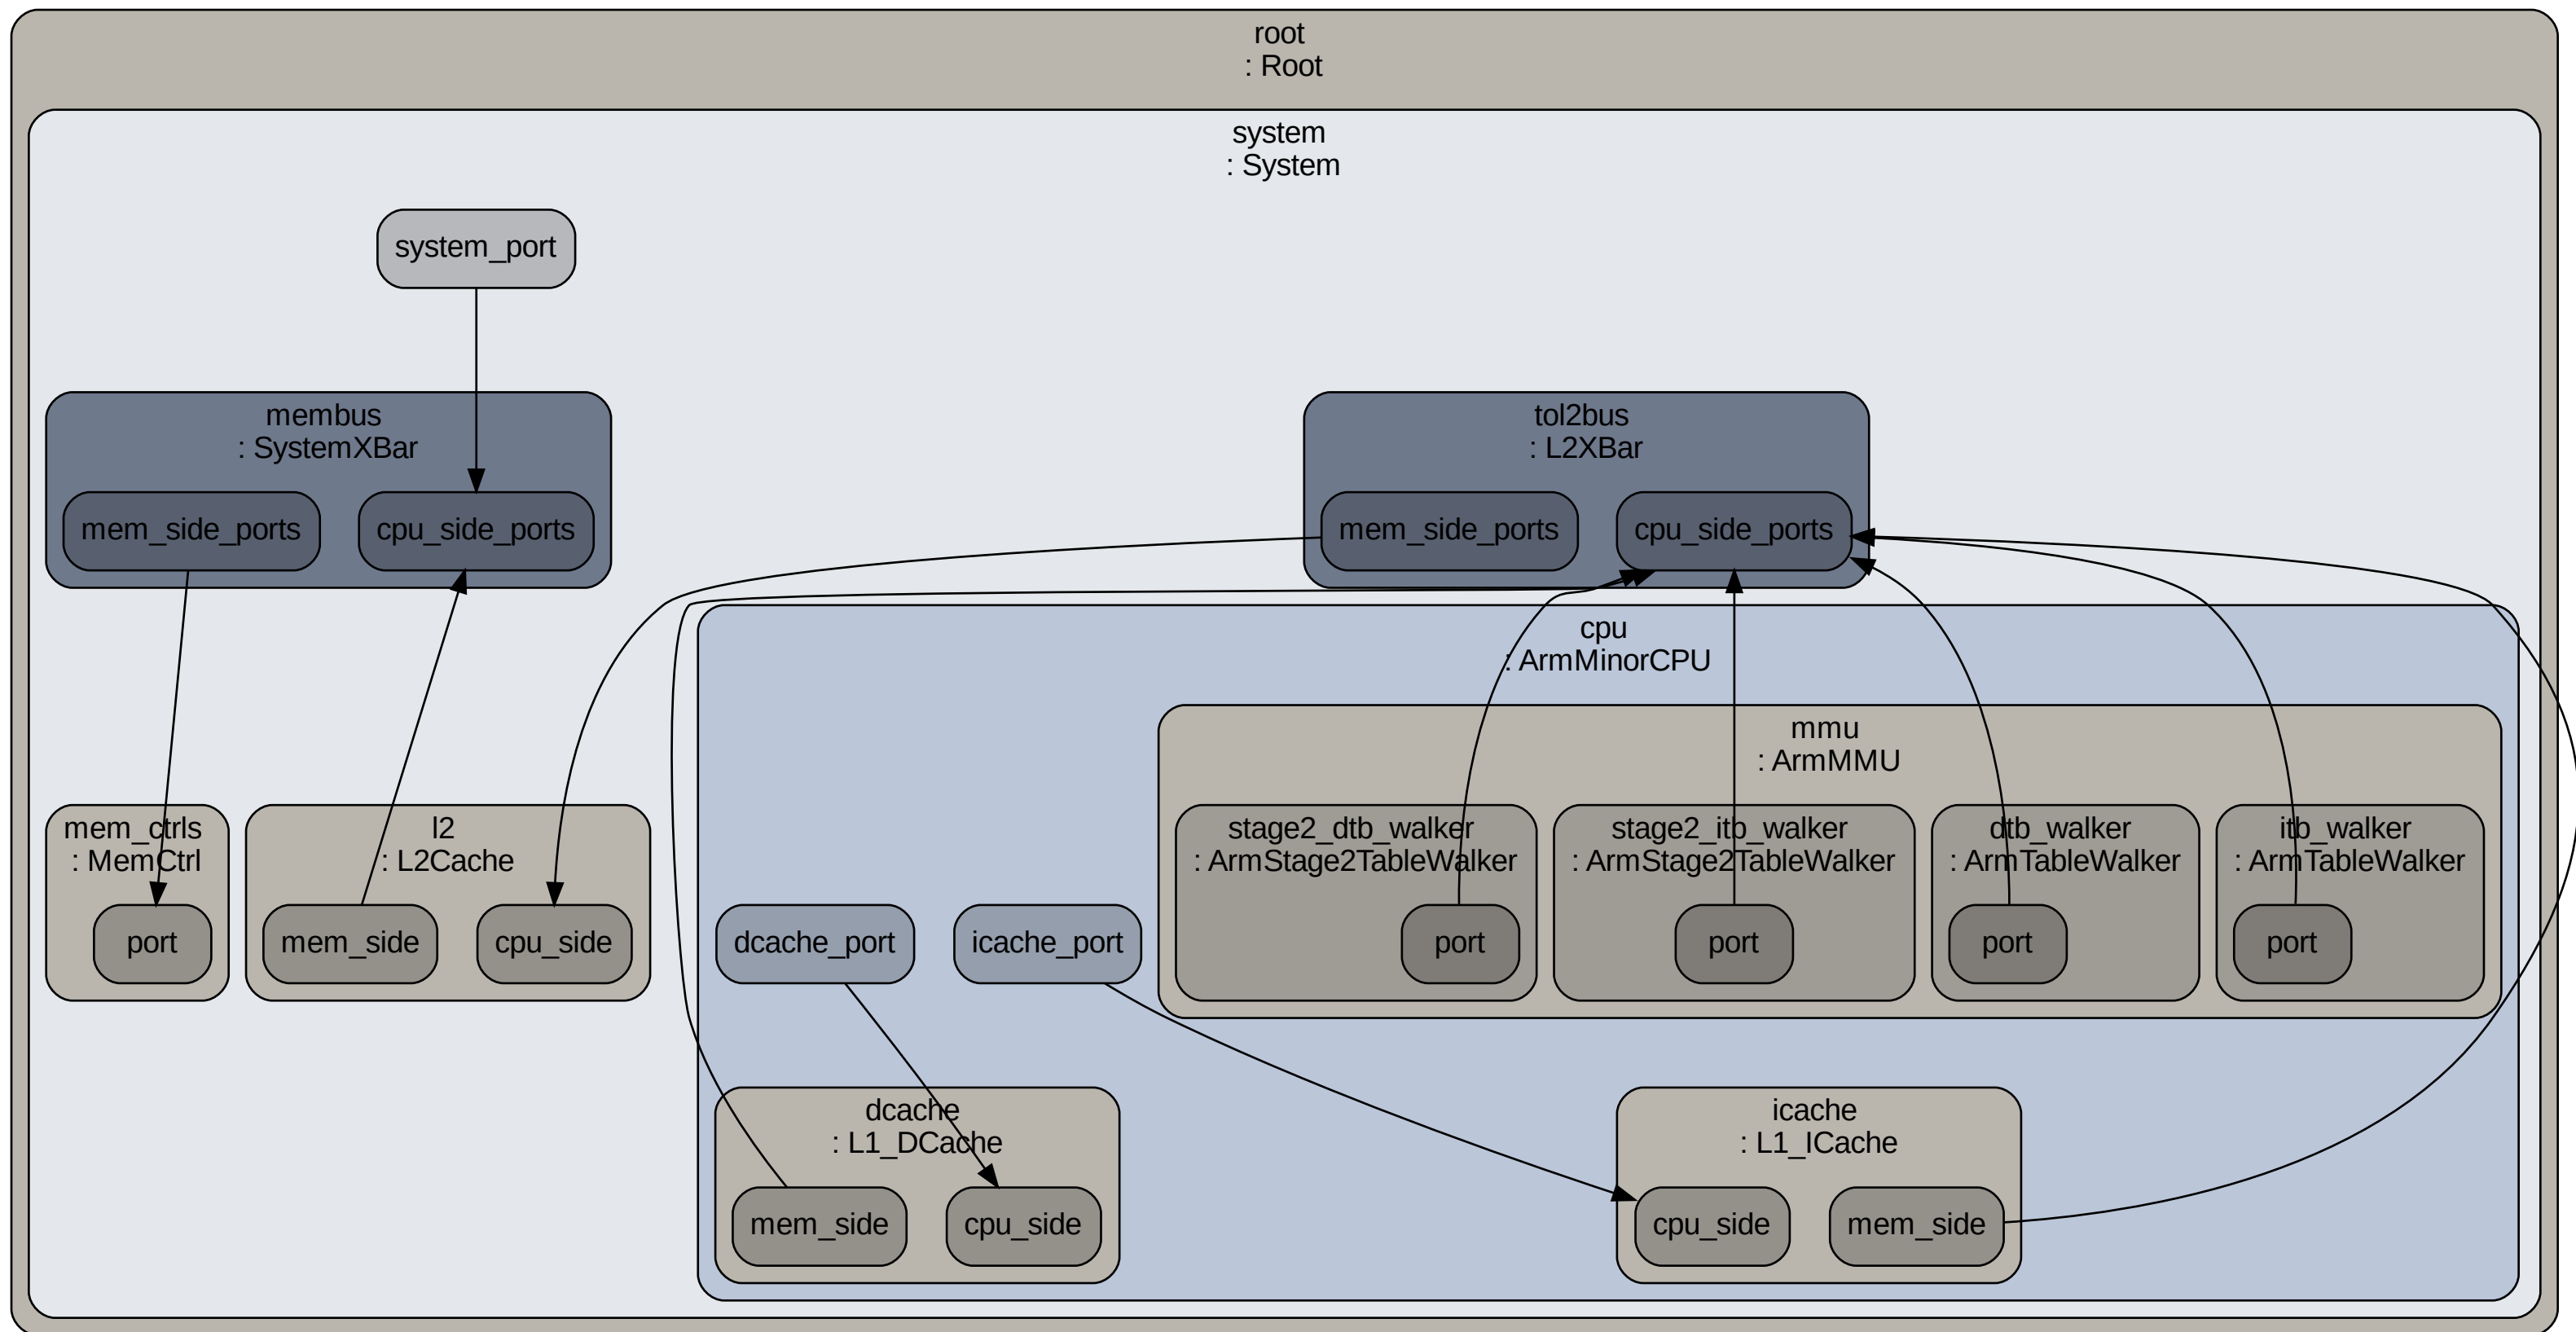 root
: Root
system
: System
system_port
membus
: SystemXBar
mem_side_ports
cpu_side_ports
tol2bus
: L2XBar
mem_side_ports
cpu_side_ports
cpu
: ArmMinorCPU
mmu
: ArmMMU
mem_ctrls
: MemCtrl
port
l2
: L2Cache
mem_side
cpu_side
dcache_port
icache_port
stage2_dtb_walker
: ArmStage2TableWalker
port
stage2_itb_walker
: ArmStage2TableWalker
port
dtb_walker
: ArmTableWalker
port
itb_walker
: ArmTableWalker
port
dcache
: L1_DCache
mem_side
cpu_side
icache
: L1_ICache
cpu_side
mem_side